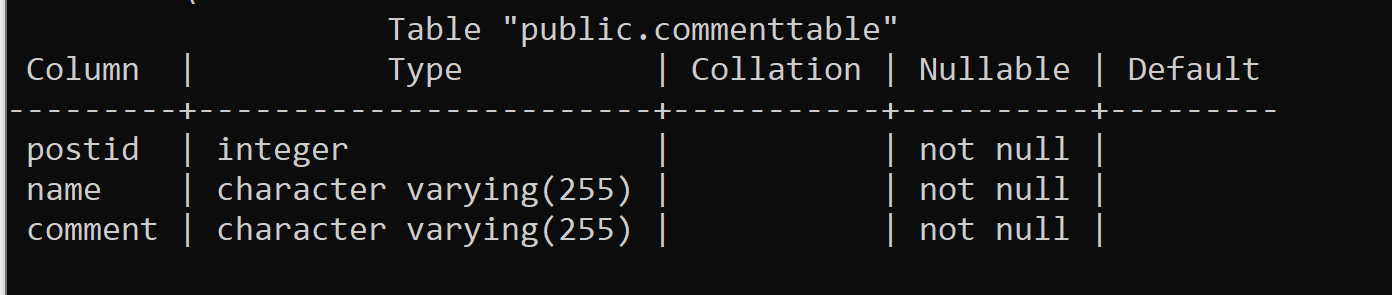 Table "public.commenttable"
Column | Type | Collation | Nullable | Default
---------+------------------------+-----------+----------+---------
postid | integer | | not null |
name | character varying(255) | | not null |
comment | character varying(255) | | not null |